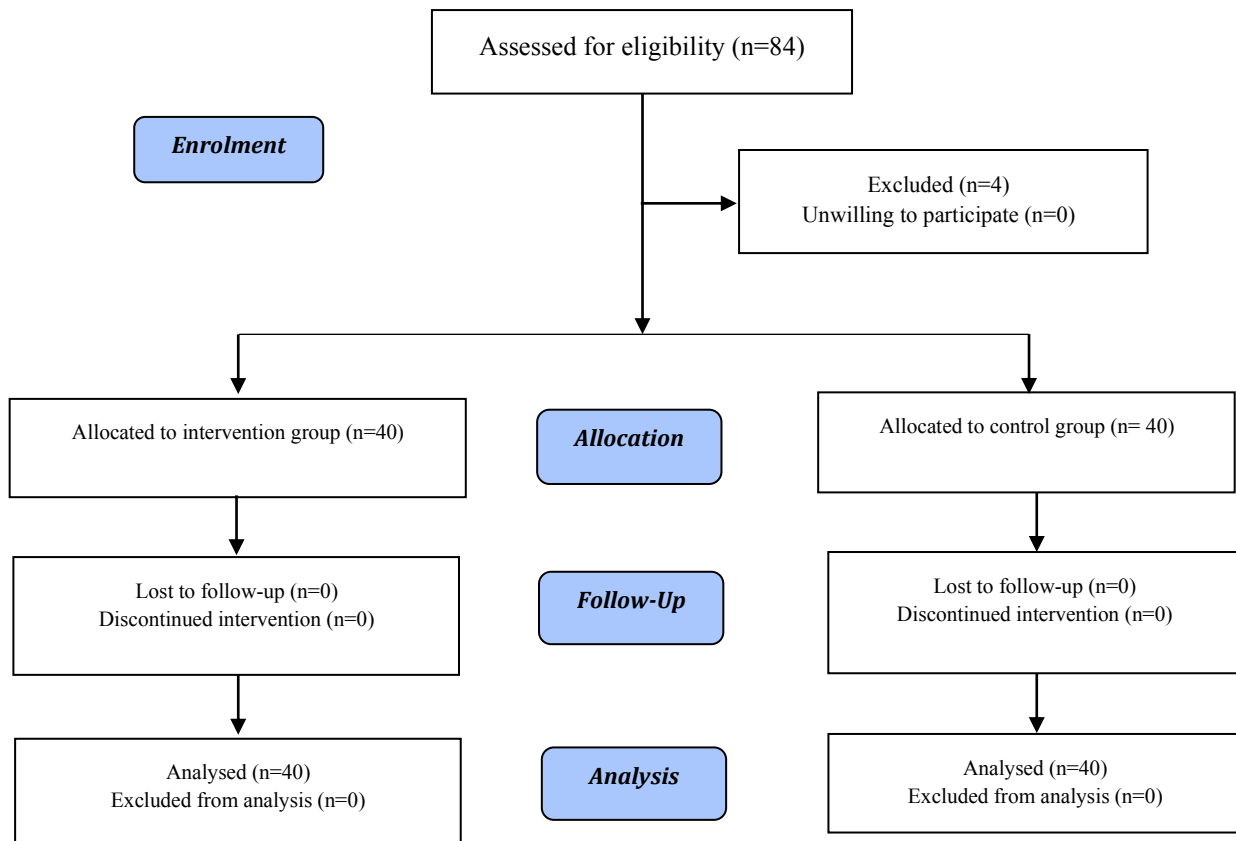 Assessed for eligibility (n=84)
Enrolment
Excluded (n=4)
Unwilling to participate (n=0)
Allocated to intervention group (n=40)
Allocation
Allocated to control group (n= 40)
Lost to follow-up (n=0)
Discontinued intervention (n=0)
Follow-Up
Lost to follow-up (n=0)
Discontinued intervention (n=0)
Analysed (n=40)
Excluded from analysis (n=0)
Analysis
Analysed (n=40)
Excluded from analysis (n=0)